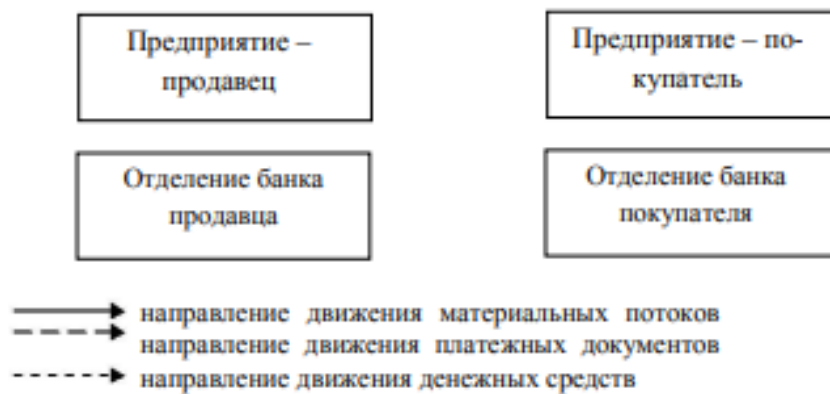 Предприятие –
продавец
Предприятие – по-
купатель
Отделение банка
продавца
Отделение банка
покупателя
направление движения материальных потоков
направление движения платежных документов
направление движения денежных средств